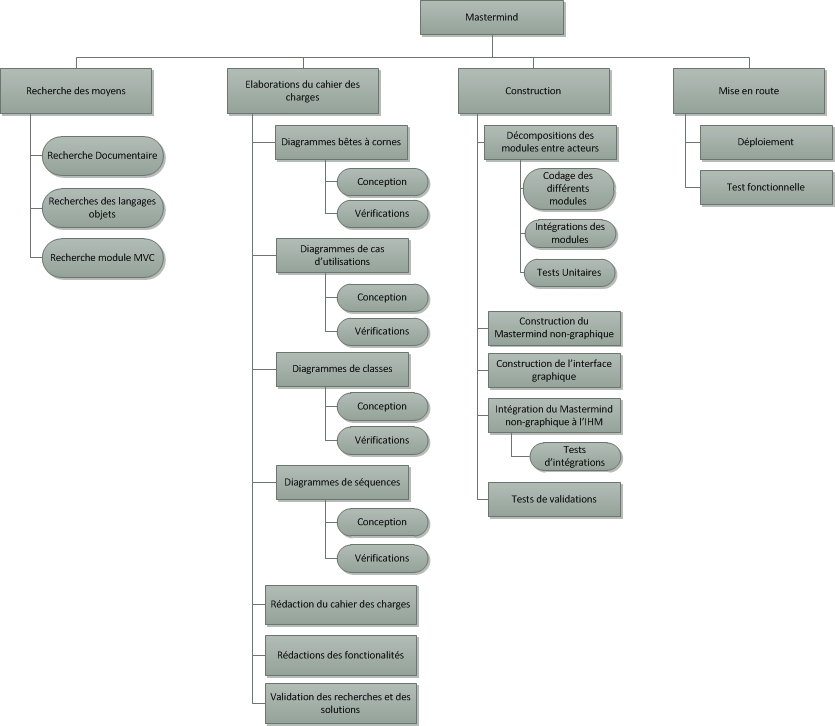 Mastermind
Recherche des moyens
Recherche Documentaire
Recherches des langages
objets
Recherche module MVC
Elaborations du cahier des
charges
Diagrammes bêtes à cornes
Conception
Vérifications
Diagrammes de cas
d'utilisations
Conception
Vérifications
Diagrammes de classes
Conception
Vérifications
Diagrammes de séquences
Conception
Vérifications
Rédaction du cahier des charges
Rédactions des fonctionalités
Validation des recherches et des
solutions
Construction
Décompositions des
modules entre acteurs
Codage des
différents
modules
Intégrations des
modules
Tests Unitaires
Construction du
Mastermind non-graphique
Construction de l'interface
graphique
Intégration du Mastermind
non-graphique à l'IHM
Tests
d'intégrations
Tests de validations
Mise en route
Déploiement
Test fonctionnelle